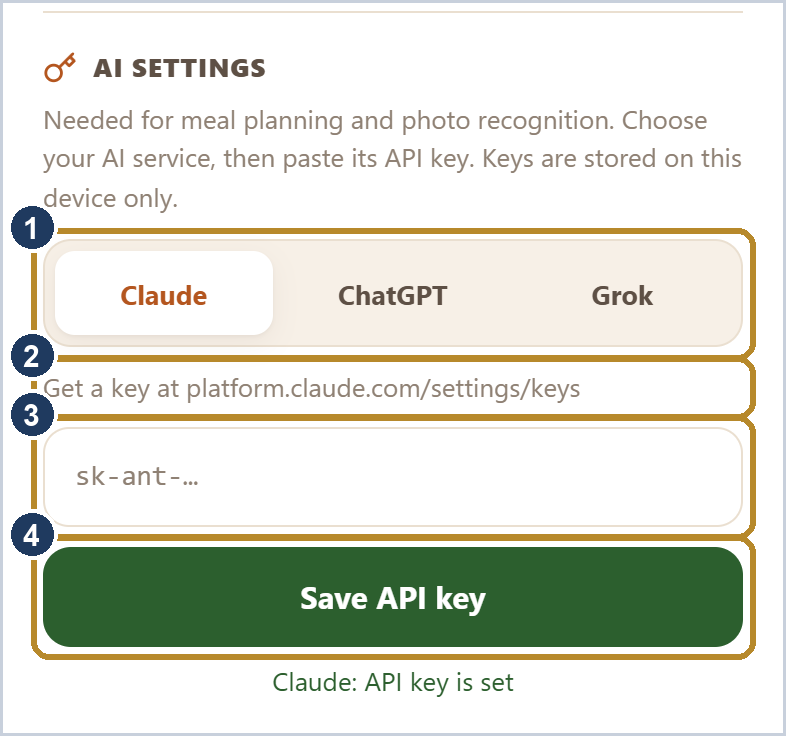 AI SETTINGS
Needed for meal planning and photo recognition. Choose
your AI service, then paste its API key. Keys are stored on this
device only.
1
Claude ChatGPT Grok
2
Get a key at platform.claude.com/settings/keys
3
sk-ant-…
4
Save API key
Claude: API key is set